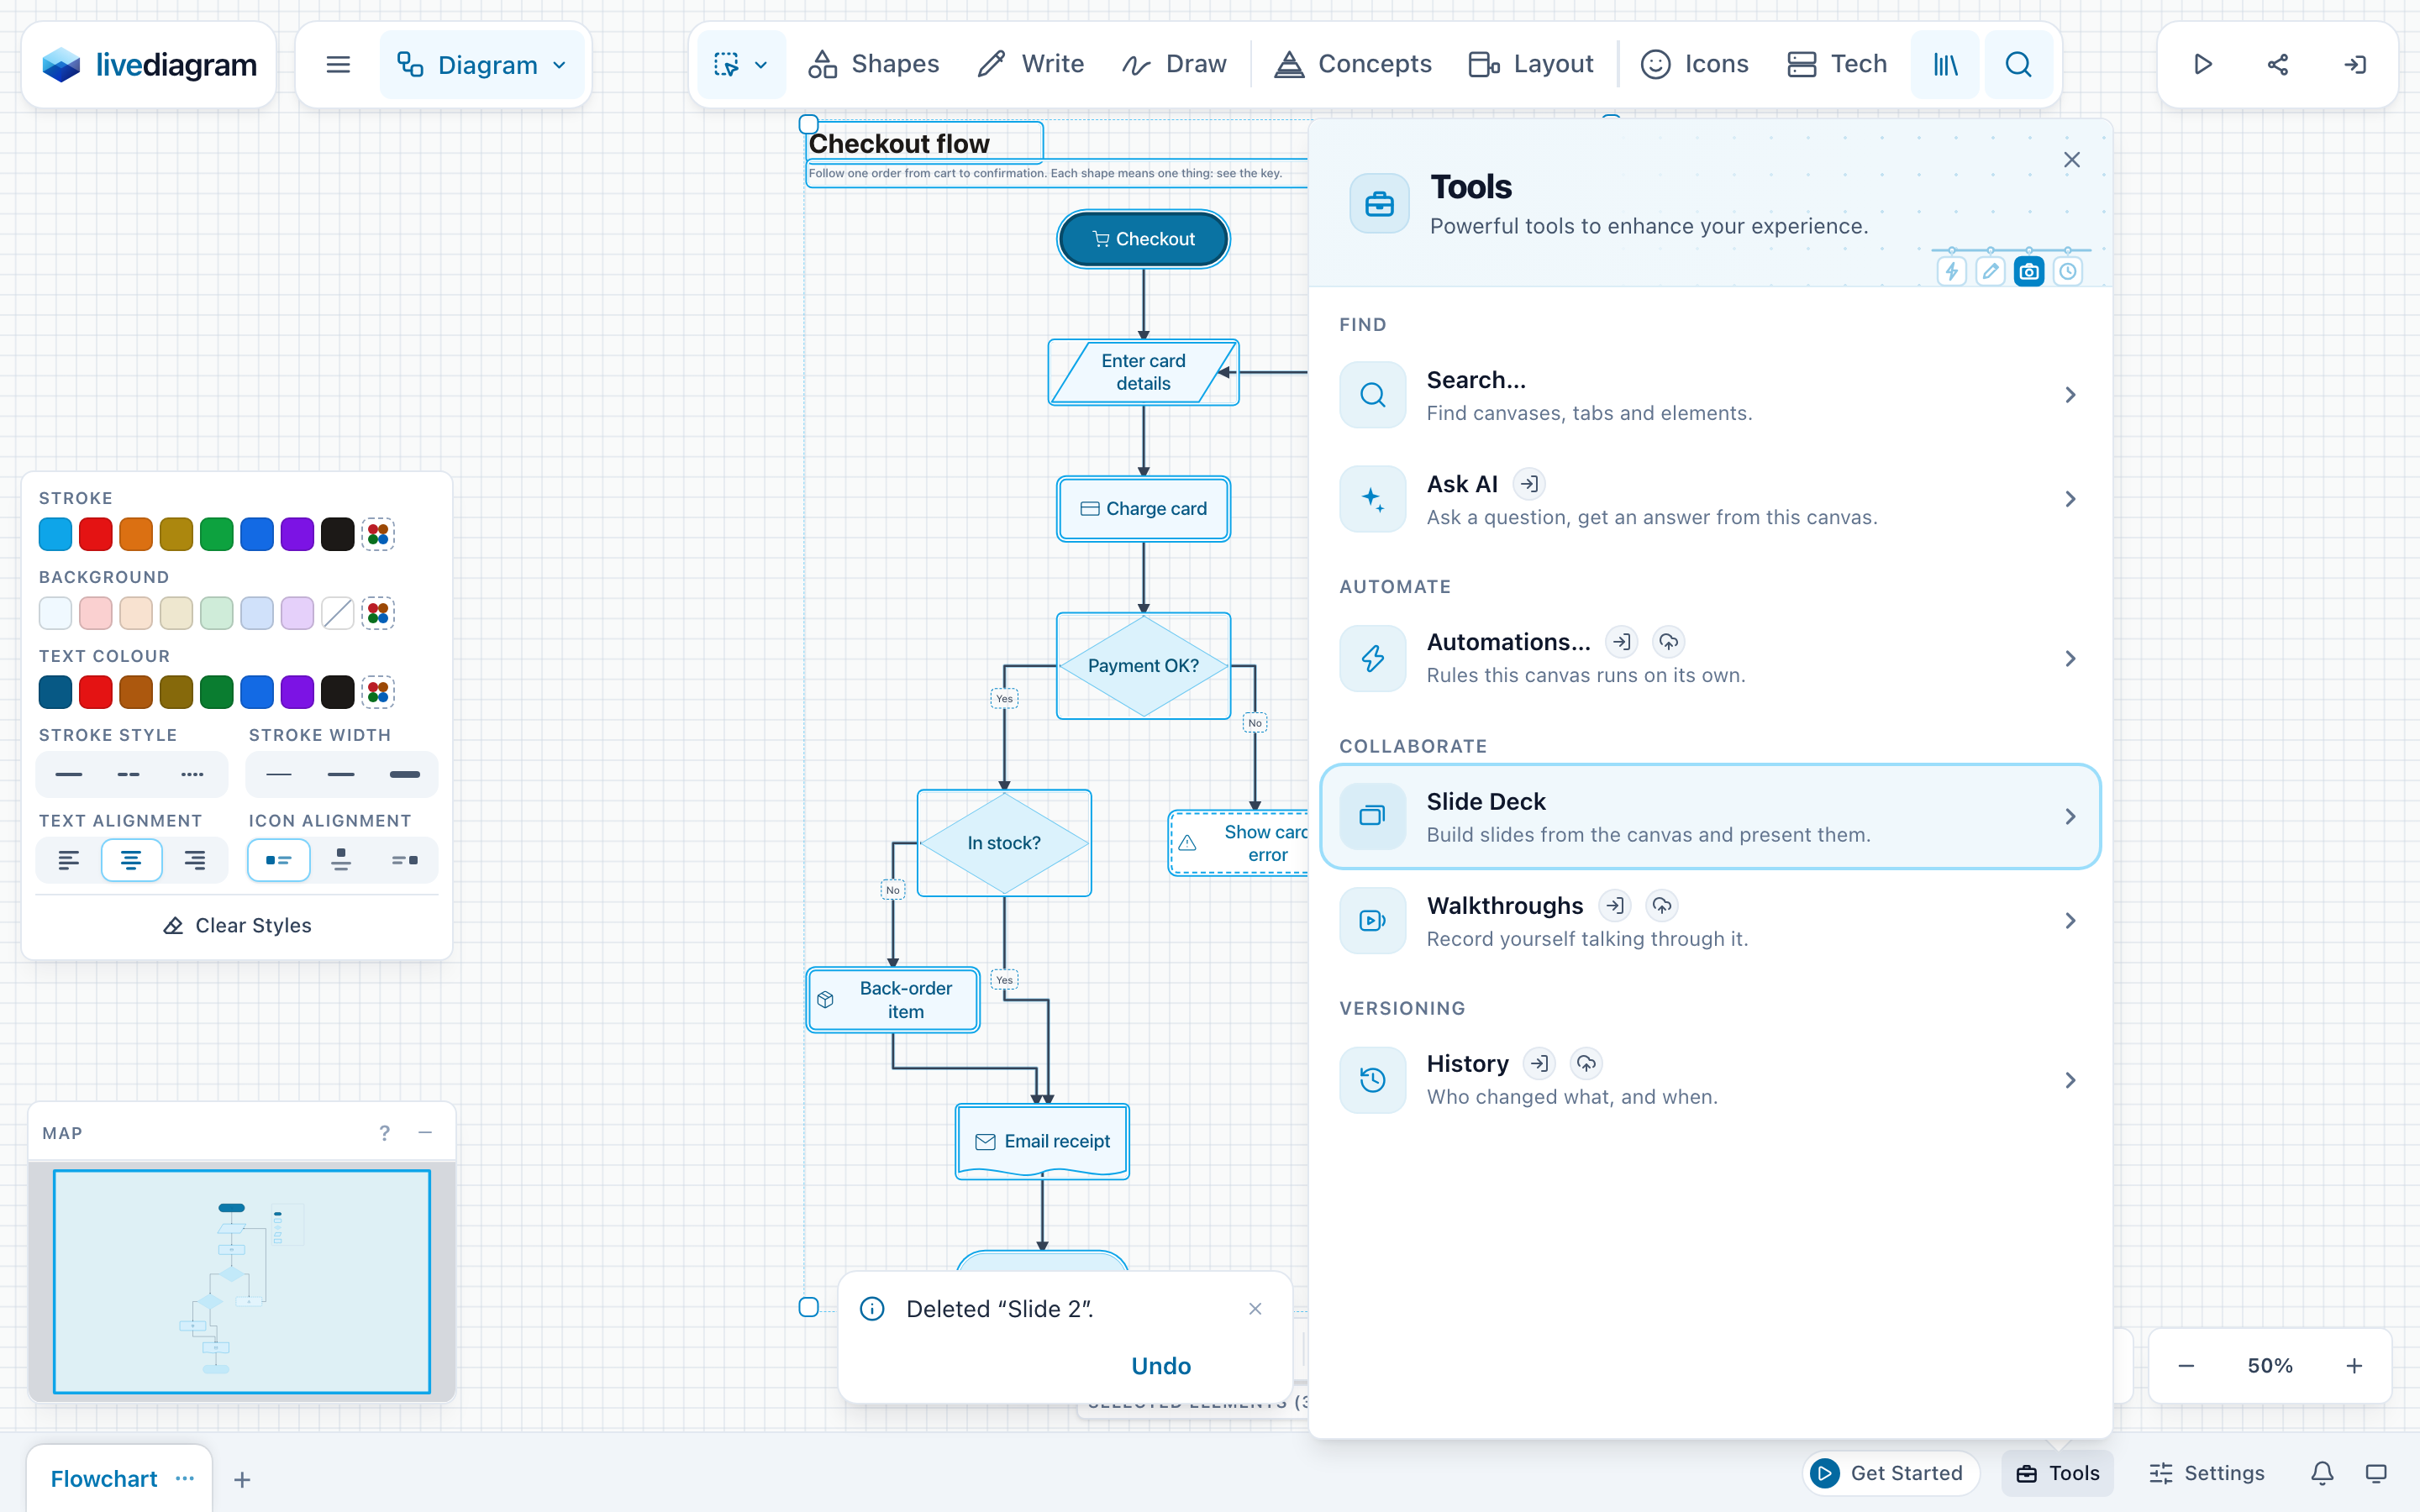 livediagram
Diagram
Shapes
Write
Draw
Concepts
Layout
Icons
Tech
Checkout flow
Follow one order from cart to confirmation. Each shape means one thing: see the key.
Checkout
Enter card
details
Charge card
Payment OK?
Yes
No
In stock?
Show card
error
No
Yes
Back-order
item
Email receipt
STROKE
BACKGROUND
TEXT COLOUR
STROKE STYLE
STROKE WIDTH
TEXT ALIGNMENT
ICON ALIGNMENT
Clear Styles
MAP
?
Tools
Powerful tools to enhance your experience.
FIND
Search...
Find canvases, tabs and elements.
Ask AI
Ask a question, get an answer from this canvas.
AUTOMATE
Automations...
Rules this canvas runs on its own.
COLLABORATE
Slide Deck
Build slides from the canvas and present them.
Walkthroughs
Record yourself talking through it.
VERSIONING
History
Who changed what, and when.
Deleted “Slide 2”.
Undo
SELECTED ELEMENTS (3
50%
Flowchart
Get Started
Tools
Settings